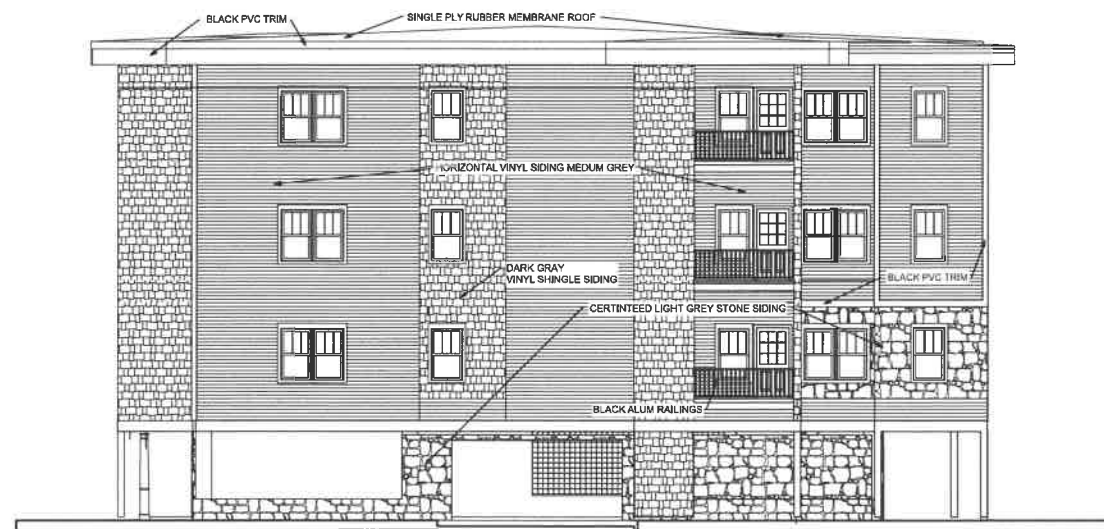 BLACK PVC TRIM
SINGLE PLY RUBBER MEMBRANE ROOF
HORIZONTAL VINYL SIDING MEDUM GREY
DARK GRAY
VINYL SHINGLE SIDING
BLACK PVC TRIM
CERTINTEED LIGHT GREY STONE SIDING
BLACK ALUM RAILINGS